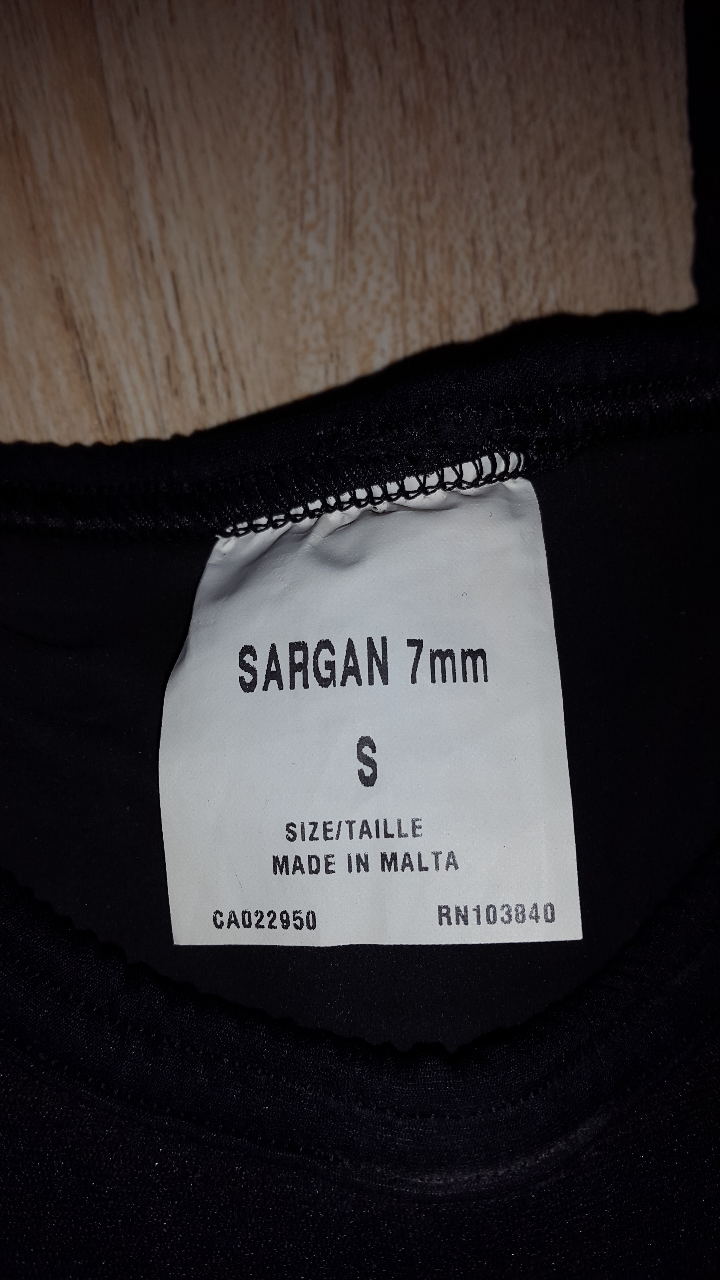 SARGAN 7mm
S
SIZE/TAILLE
MADE IN MALTA
CA022950 RN103840